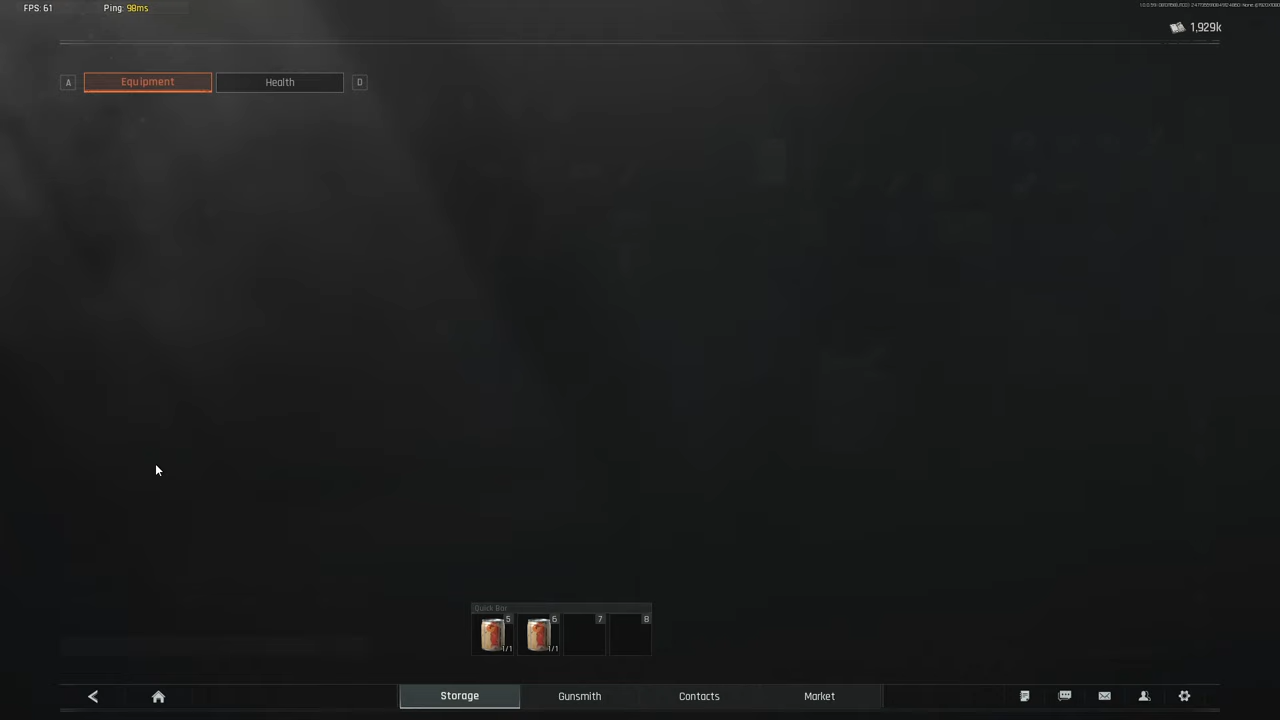 FPS: 61 Ping: 98ms
1,929k
A Equipment Health D
Quick Bar
5 6 7 8
1/1 1/1
Storage Gunsmith Contacts Market